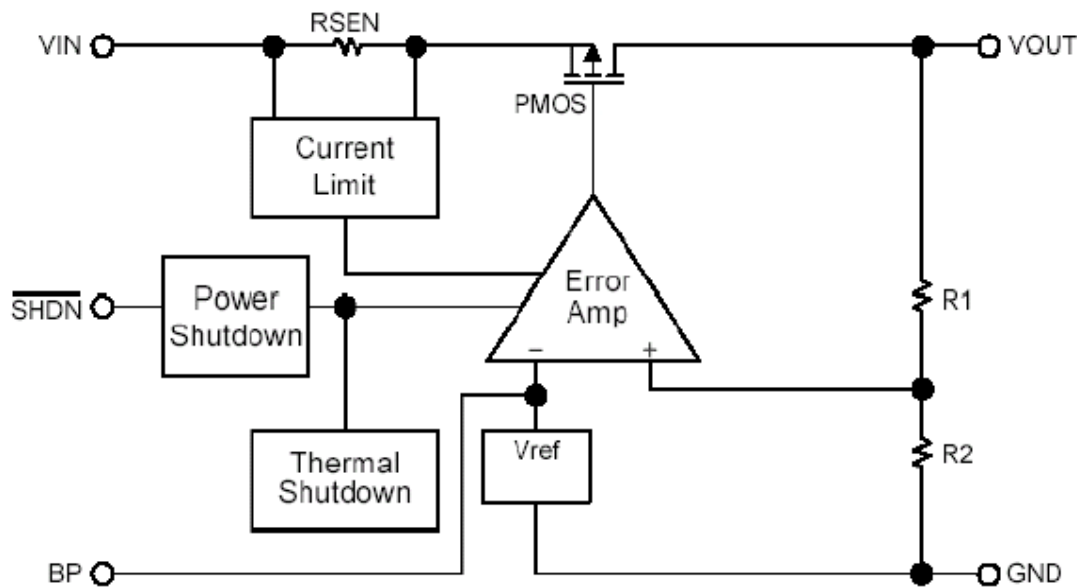 RSEN
VIN
VOUT
PMOS
Current
Limit
SHDN
Power
Shutdown
Error
Amp
R1
− +
Vref
R2
Thermal
Shutdown
BP
GND